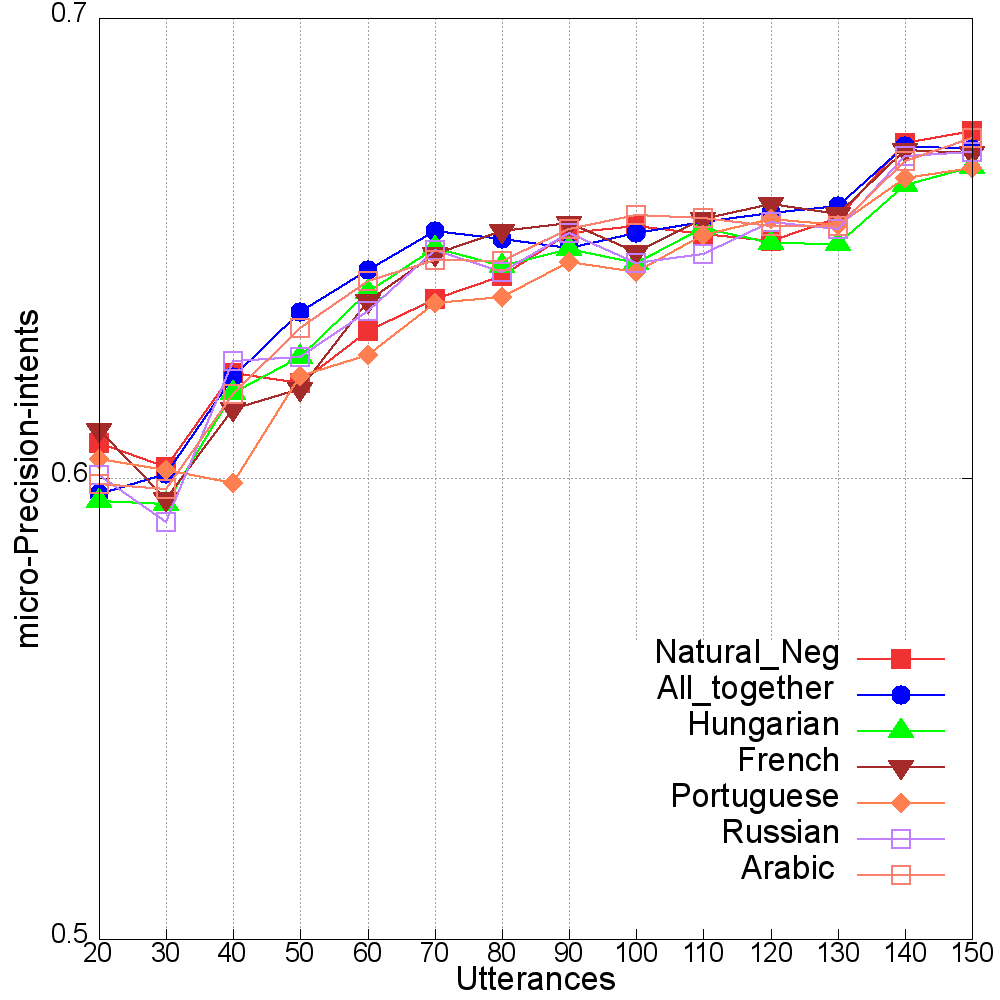 0.7
0.6
0.5
micro-Precision-intents
Natural_Neg
All_together
Hungarian
French
Portuguese
Russian
Arabic
20 30 40 50 60 70 80 90 100 110 120 130 140 150
Utterances